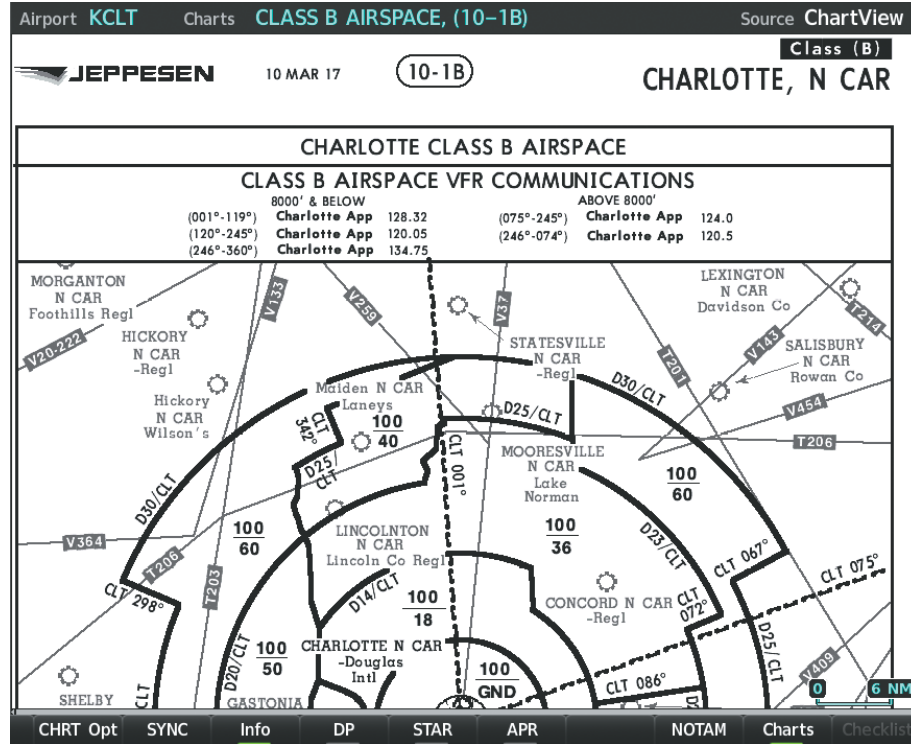 Airport KCLT Charts CLASS B AIRSPACE, (10–1B) Source ChartView
Class (B)
JEPPESEN 10 MAR 17 10-1B CHARLOTTE, N CAR
CHARLOTTE CLASS B AIRSPACE
CLASS B AIRSPACE VFR COMMUNICATIONS
8000' & BELOW ABOVE 8000'
(001°-119°) Charlotte App 128.32 (075°-245°) Charlotte App 124.0
(120°-245°) Charlotte App 120.05 (246°-074°) Charlotte App 120.5
(246°-360°) Charlotte App 134.75
MORGANTON
N CAR
Foothills Regl
V20-222
HICKORY
N CAR
-Regl
Hickory
N CAR
Wilson's
V133
V259
V37
STATESVILLE
N CAR
-Regl
LEXINGTON
N CAR
Davidson Co
T214
V143
SALISBURY
N CAR
Rowan Co
T201
D30/CLT
V454
T206
Maiden N CAR
Laneys
100
40
CLT
342°
D25/
CLT
D25/CLT
CLT 001°
MOORESVILLE
N CAR
Lake
Norman
100
60
D30/CLT
V364
T206
T203
100
60
LINCOLNTON
N CAR
Lincoln Co Regl
100
36
D23/CLT
CLT 067°
CLT 075°
CLT 298°
D14/CLT
100
18
CONCORD N CAR
-Regl
CLT
072°
D20/CLT
100
50
CHARLOTTE N CAR
-Douglas
Intl
100
GND
CLT 086°
D25/CLT
V409
SHELBY
CLT
GASTONIA
D
0 6 NM
CHRT Opt SYNC Info DP STAR APR NOTAM Charts Checklist